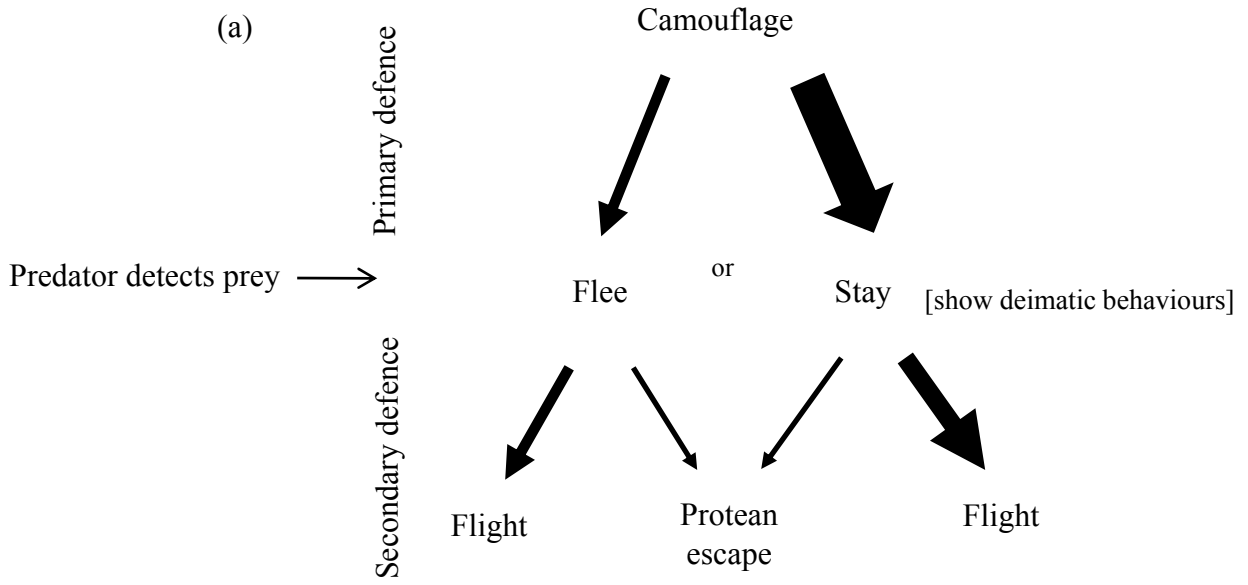 (a)
Camouflage
Primary defence
Predator detects prey
Flee
or
Stay
[show deimatic behaviours]
Secondary defence
Flight
Protean
escape
Flight